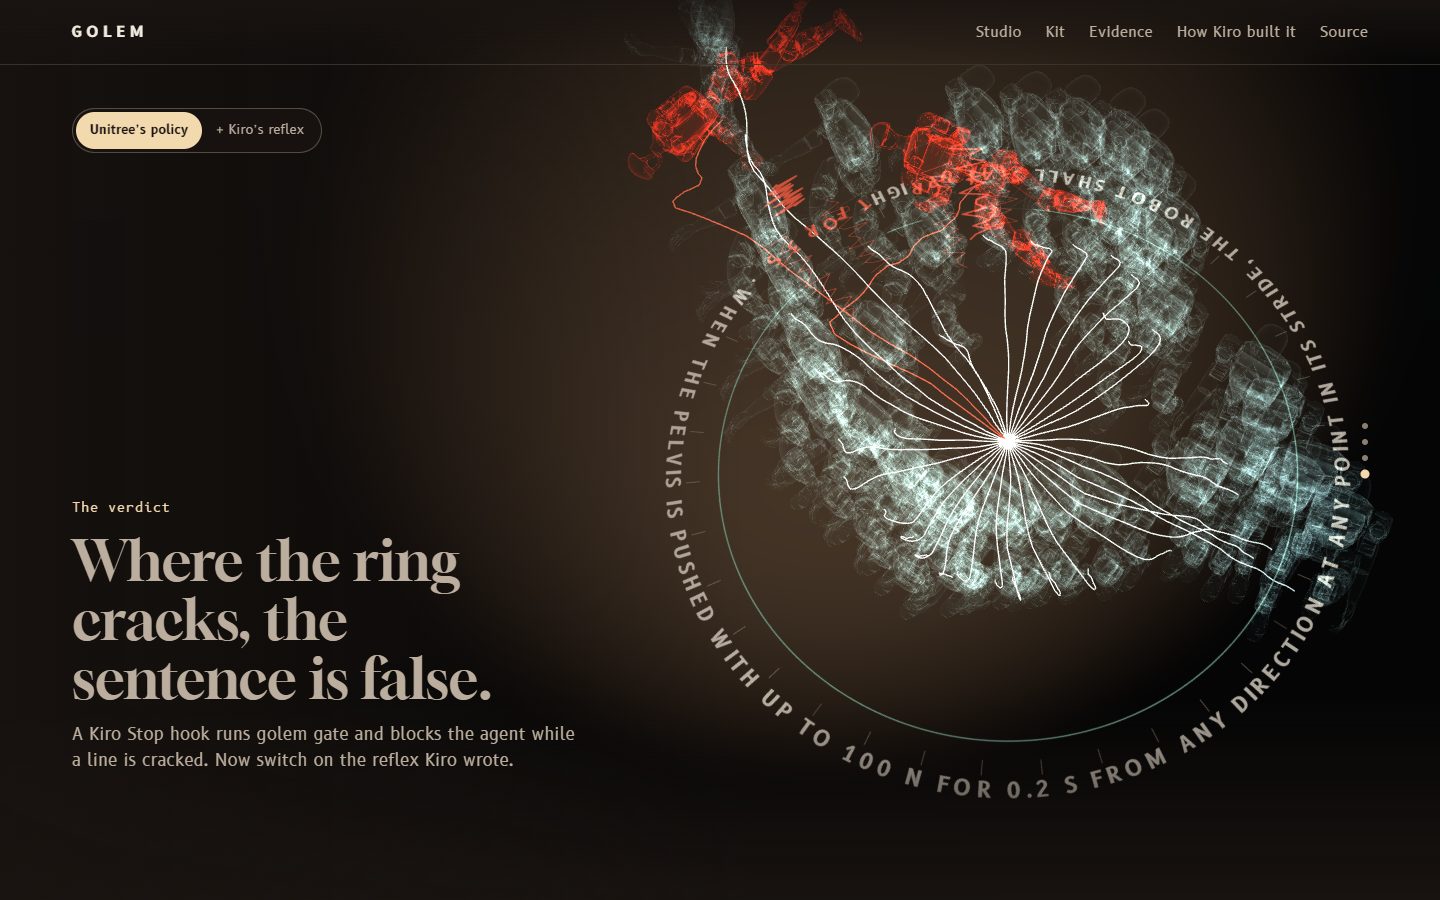 GOLEM
Studio Kit Evidence How Kiro built it Source
Unitree's policy + Kiro's reflex
WHEN THE PELVIS IS PUSHED WITH UP TO 100 N FOR 0.2 S FROM ANY DIRECTION AT ANY POINT IN ITS STRIDE, THE ROBOT SHALL UPRIGHT FOR
The verdict
Where the ring
cracks, the
sentence is false.
A Kiro Stop hook runs golem gate and blocks the agent while
a line is cracked. Now switch on the reflex Kiro wrote.